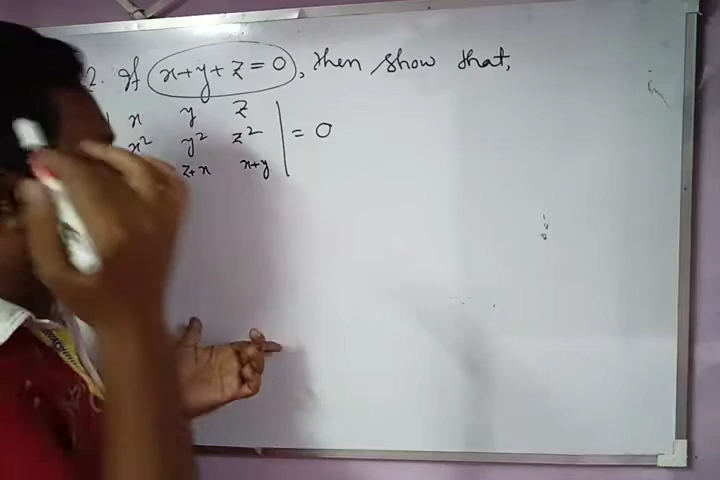 2. If x+y+z=0, then show that,
| x y z |
x² y² z² = 0
z+x x+y